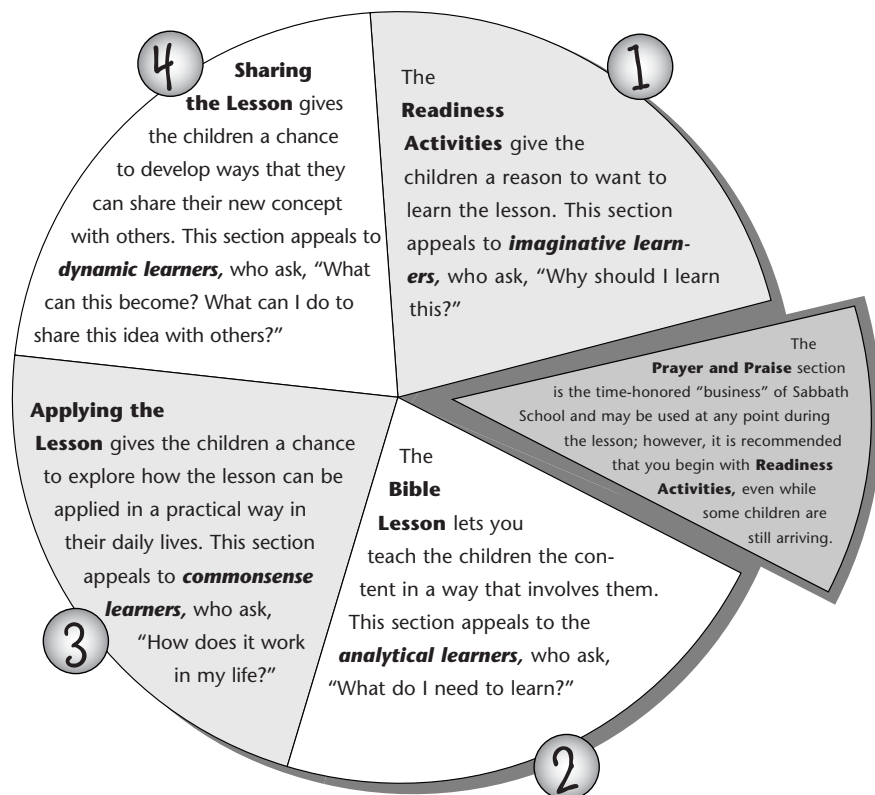 1
The
Readiness
Activities give the
children a reason to want to
learn the lesson. This section
appeals to imaginative learn-
ers, who ask, “Why should I learn
this?”
The
Prayer and Praise section
is the time-honored “business” of Sabbath
School and may be used at any point during
the lesson; however, it is recommended
that you begin with Readiness
Activities, even while
some children are
still arriving.
2
The
Bible
Lesson lets you
teach the children the con-
tent in a way that involves them.
This section appeals to the
analytical learners, who ask,
“What do I need to learn?”
3
Applying the
Lesson gives the children a chance
to explore how the lesson can be
applied in a practical way in
their daily lives. This section
appeals to commonsense
learners, who ask,
“How does it work
in my life?”
4
Sharing
the Lesson gives
the children a chance
to develop ways that they
can share their new concept
with others. This section appeals to
dynamic learners, who ask, “What
can this become? What can I do to
share this idea with others?”